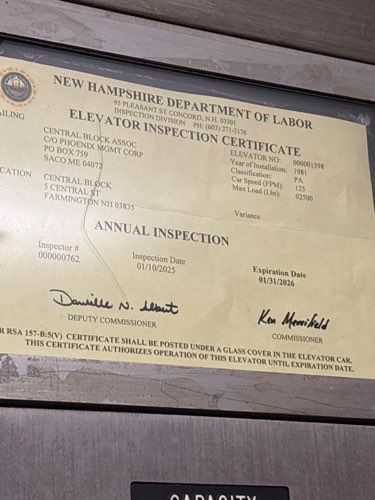 NEW HAMPSHIRE DEPARTMENT OF LABOR
95 PLEASANT ST CONCORD, N.H. 03301
INSPECTION DIVISION PH: (603) 271-3176
ELEVATOR INSPECTION CERTIFICATE
AILING
CENTRAL BLOCK ASSOC
C/O PHOENIX MGMT CORP
PO BOX 759
SACO ME 04072
ELEVATOR NO: 000001598
Year of Installation: 1981
Classification: PA
Car Speed (FPM): 125
Max Load (Lbs): 02500
CATION
CENTRAL BLOCK
5 CENTRAL ST
FARMINGTON NH 03835
Variance
ANNUAL INSPECTION
Inspector # Inspection Date Expiration Date
000000762 01/10/2025 01/31/2026
Ken Merrifield
DEPUTY COMMISSIONER COMMISSIONER
R RSA 157-B:5(V) CERTIFICATE SHALL BE POSTED UNDER A GLASS COVER IN THE ELEVATOR CAR.
THIS CERTIFICATE AUTHORIZES OPERATION OF THIS ELEVATOR UNTIL EXPIRATION DATE.
CAPACITY